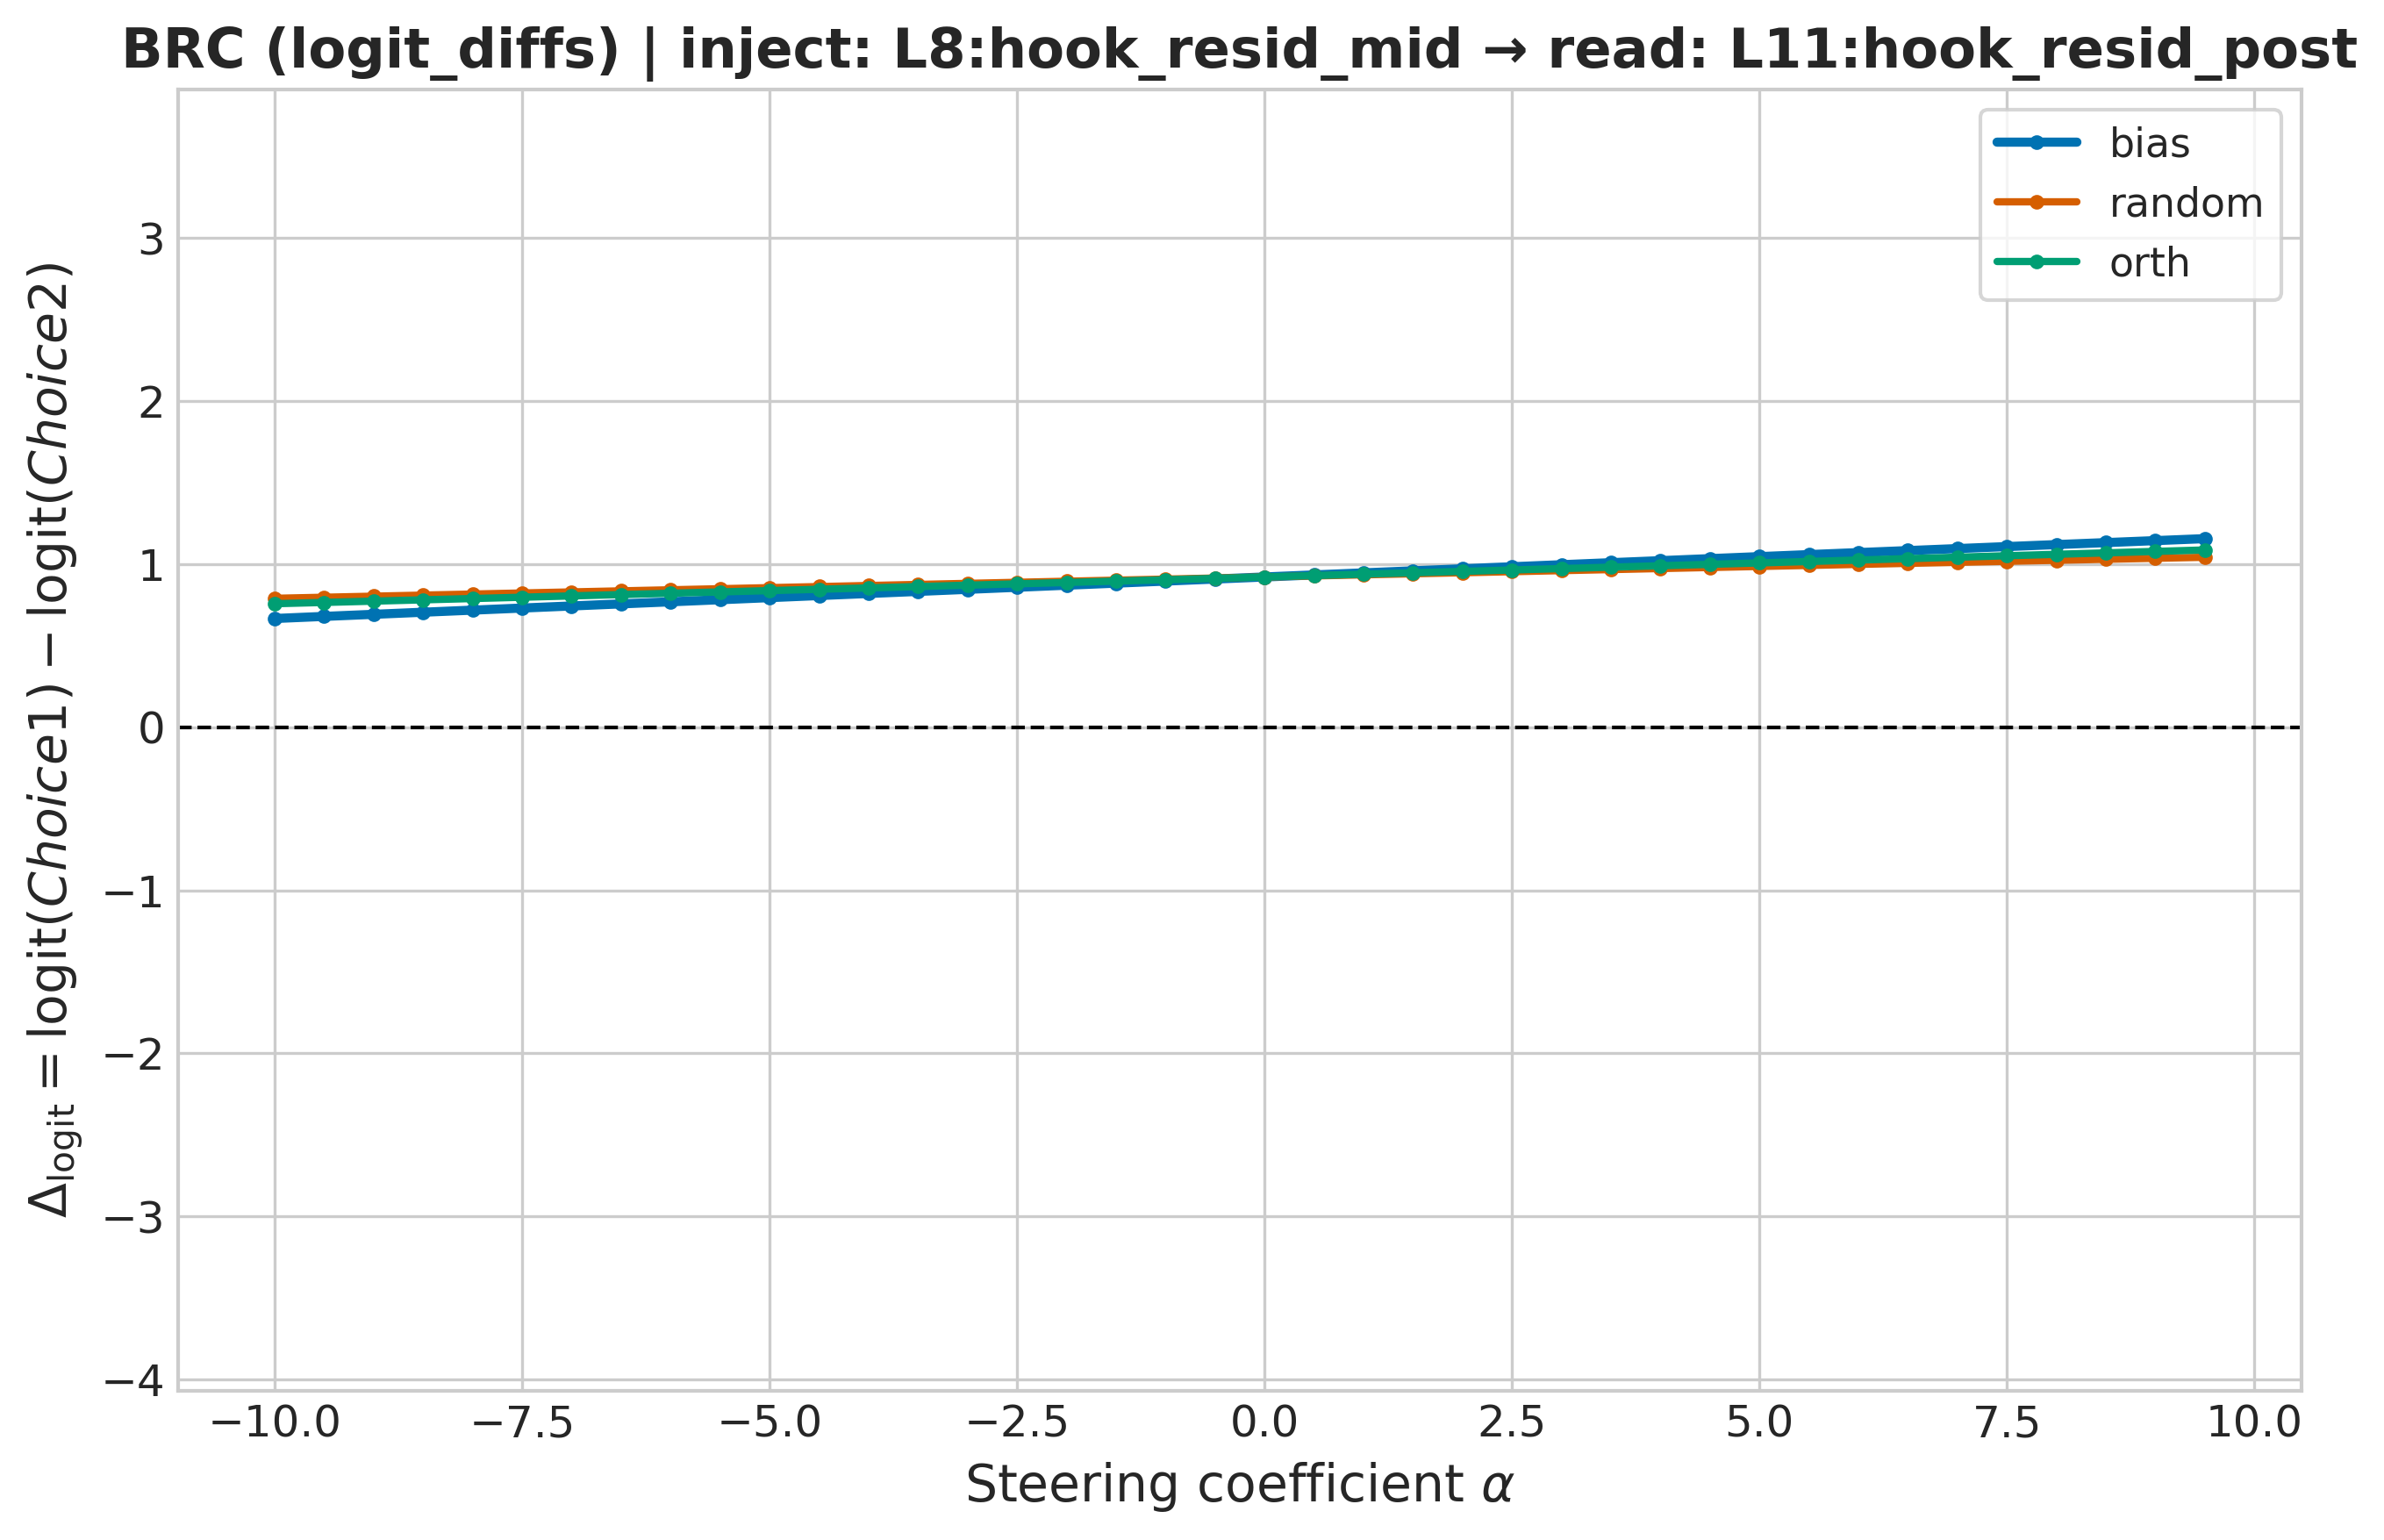 BRC (logit_diffs) | inject: L8:hook_resid_mid → read: L11:hook_resid_post
bias
random
orth
Δlogit = logit(Choice1) − logit(Choice2)
3
2
1
0
−1
−2
−3
−4
−10.0 −7.5 −5.0 −2.5 0.0 2.5 5.0 7.5 10.0
Steering coefficient α